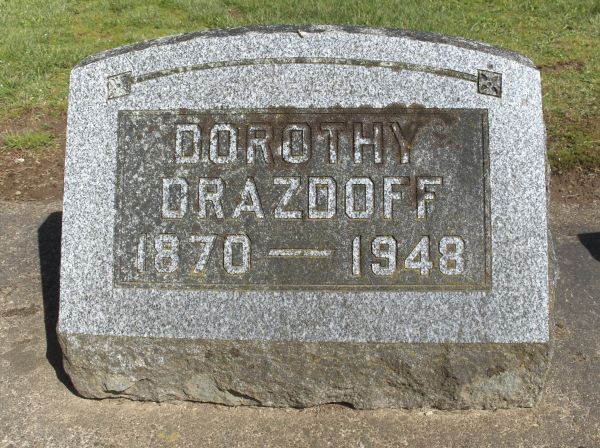 DOROTHY
DRAZDOFF
1870 — 1948